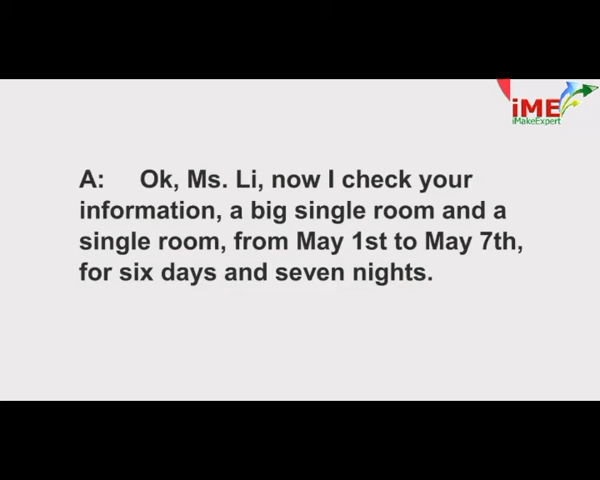 iME
iMakeExpert
A: Ok, Ms. Li, now I check your
information, a big single room and a
single room, from May 1st to May 7th,
for six days and seven nights.